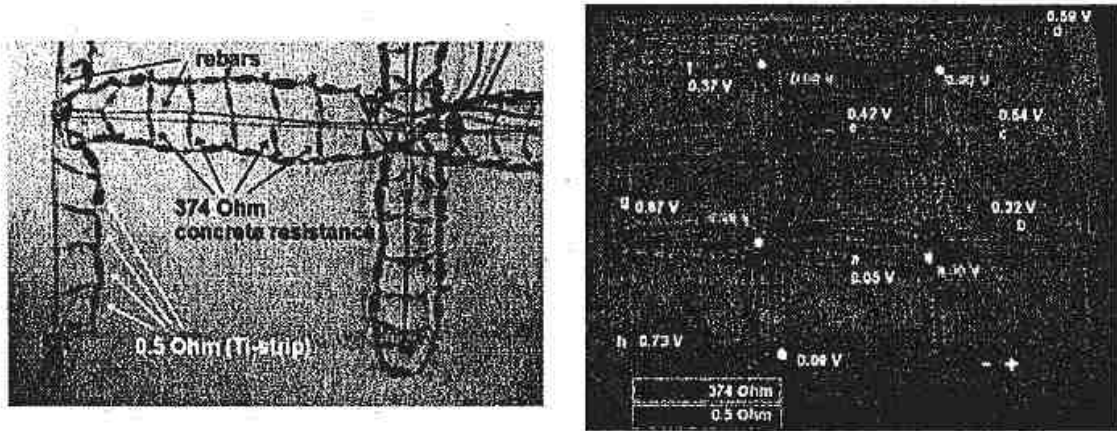 rebars
374 Ohm
concrete resistance
0.5 Ohm (Ti-strip)
0.59 V
d
0.37 V
0.42 V
e
0.54 V
c
g 0.67 V
0.32 V
b
0.05 V
h 0.73 V
0.09 V
- +
374 Ohm
0.5 Ohm